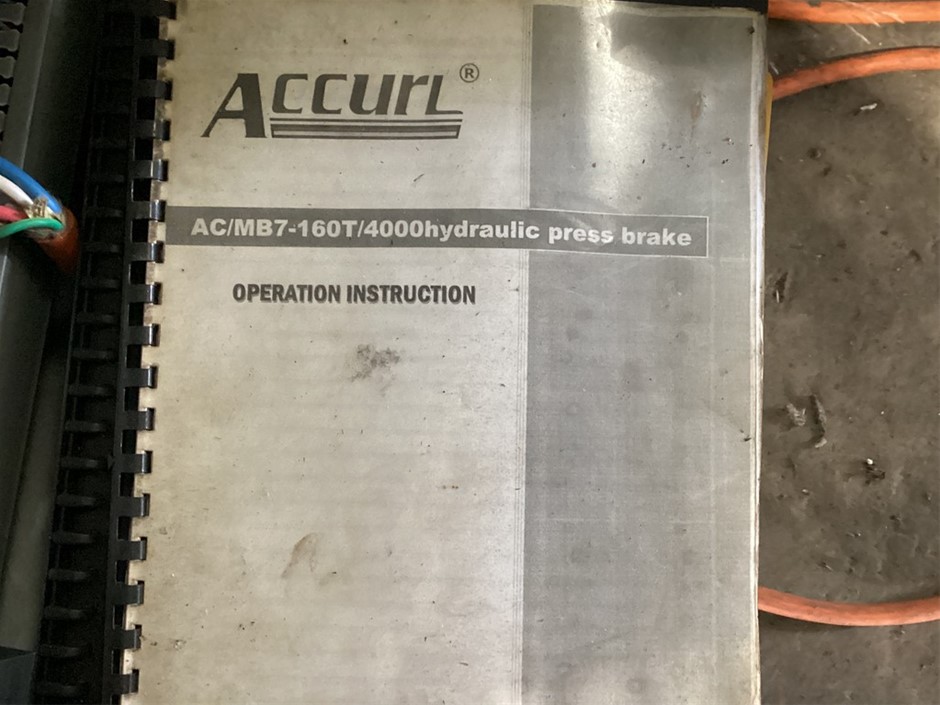 ACCURL®
AC/MB7-160T/4000hydraulic press brake
OPERATION INSTRUCTION